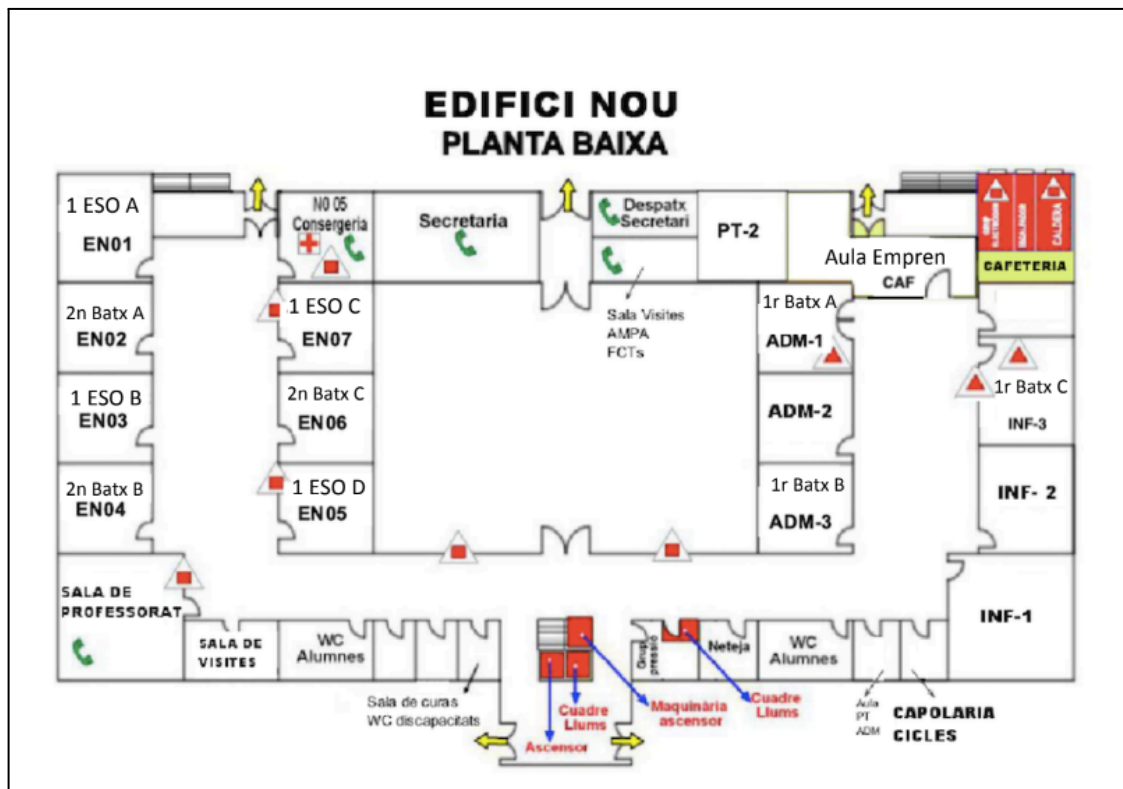 EDIFICI NOU
PLANTA BAIXA
1 ESO A
EN01
N0 05
Consergeria
Secretaria
Despatx
Secretari
PT-2
Aula Empren
CAF
CALDERA
CAFETERIA
Sala Visites
AMPA
FCTs
2n Batx A
EN02
1 ESO C
EN07
1r Batx A
ADM-1
1 ESO B
EN03
2n Batx C
EN06
ADM-2
1r Batx C
INF-3
2n Batx B
EN04
1 ESO D
EN05
1r Batx B
ADM-3
INF- 2
SALA DE
PROFESSORAT
INF-1
SALA DE
VISITES
WC
Alumnes
Grup
pressió
Neteja
WC
Alumnes
Sala de curas
WC discapacitats
Cuadre
Llums
Maquinària
ascensor
Cuadre
Llums
Ascensor
Aula
PT
ADM
CAPOLARIA
CICLES